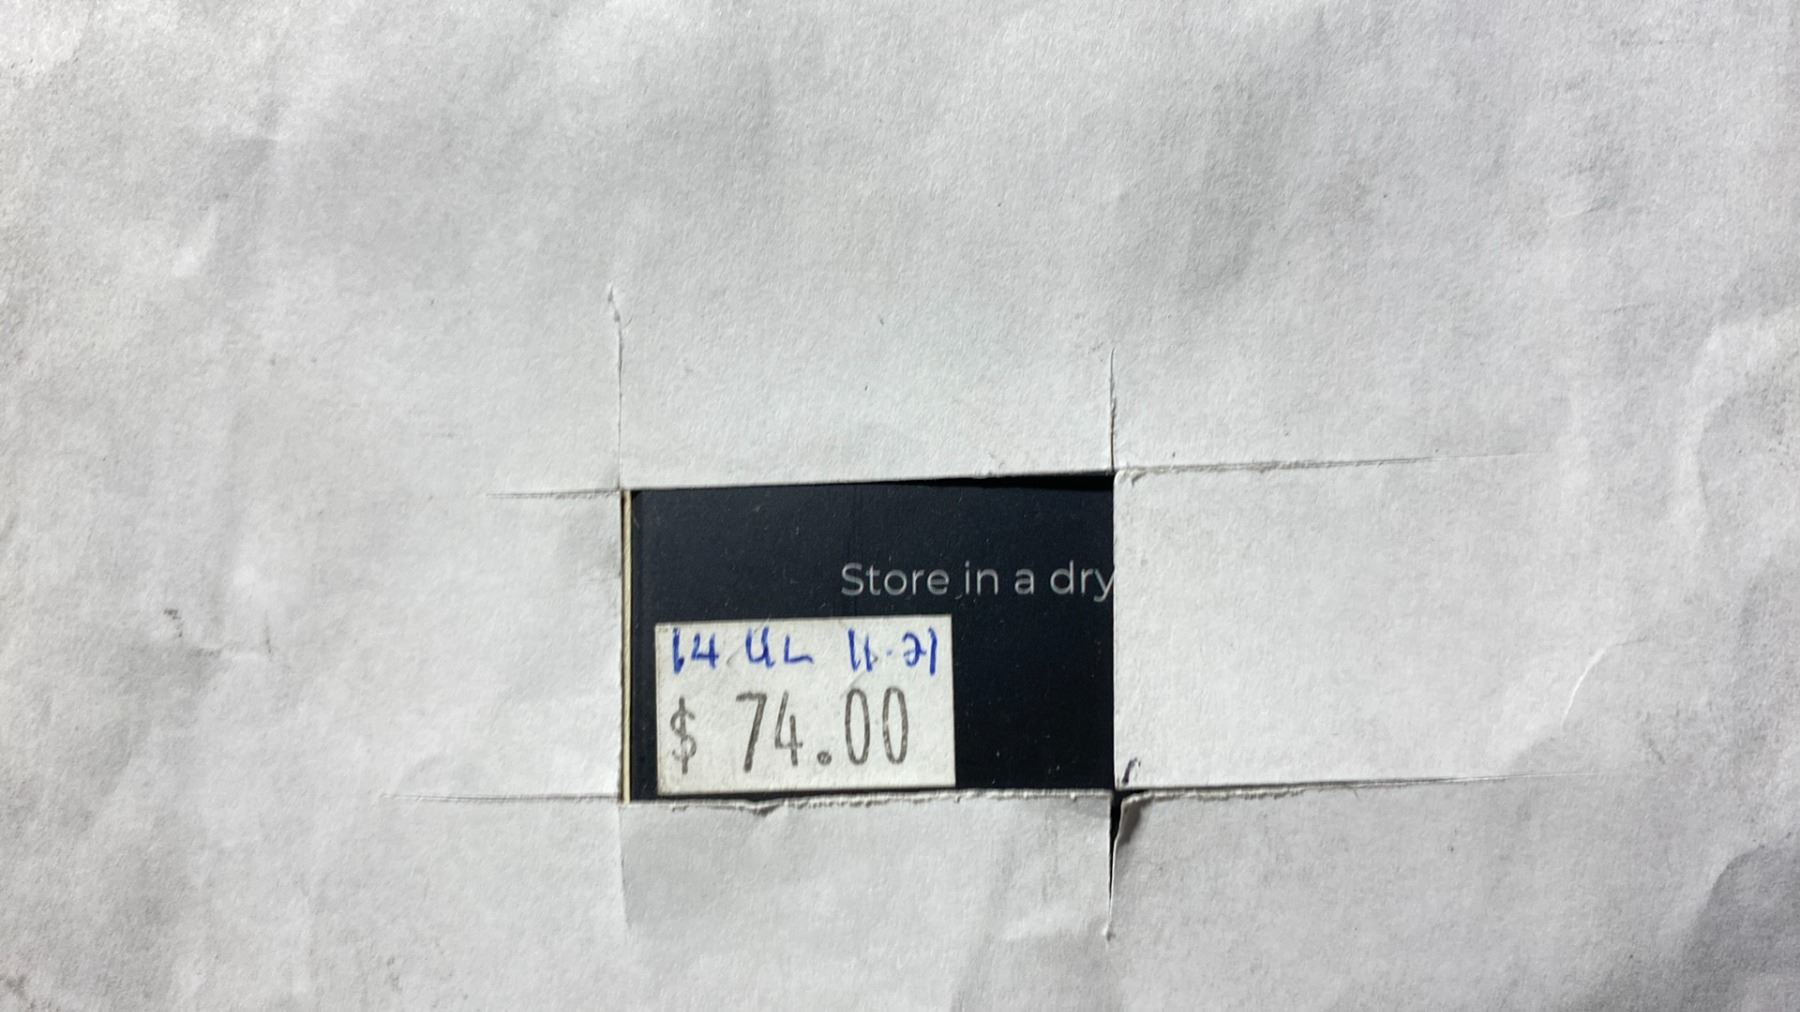 Store in a dry
14 UL 11-21
$ 74.00